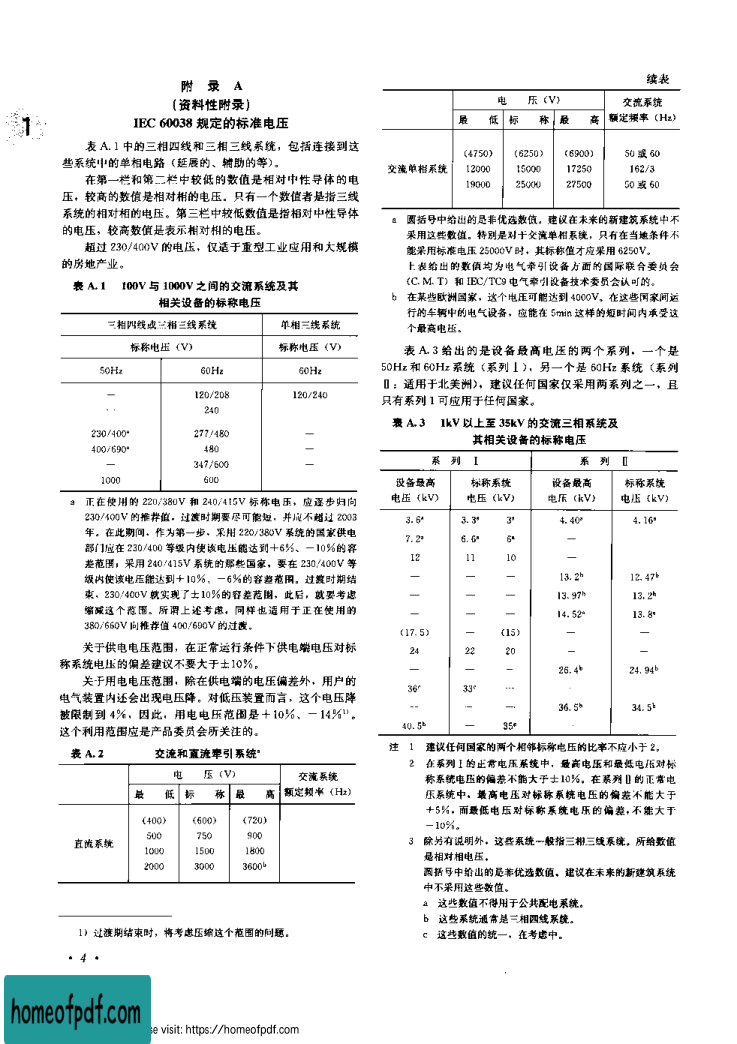 1
附 录 A
(资料性附录)
IEC 60038 规定的标准电压
表 A.1 中的三相四线和三相三线系统，包括连接到这
些系统中的单相电路（延展的、辅助的等）。
在第一栏和第二栏中较低的数值是相对中性导体的电
压，较高的数值是相对相的电压。只有一个数值者是指三线
系统的相对相的电压。第三栏中较低数值是指相对中性导体
的电压，较高数值是表示相对相的电压。
超过 230/400V 的电压，仅适于重型工业应用和大规模
的房地产业。
表 A.1 100V 与 1000V 之间的交流系统及其
相关设备的标称电压
三相四线或三相三线系统 单相三线系统
标称电压（V） 标称电压（V）
50Hz 60Hz 60Hz
— 120/208 120/240
240
230/400ᵃ 277/480 —
400/690ᵃ 480 —
— 347/600 —
1000 600
a 正在使用的 220/380V 和 240/415V 标称电压，应逐步归向
230/400V 的推荐值。过渡时期要尽可能短，并应不超过 2003
年。在此期间，作为第一步，采用 220/380V 系统的国家供电
部门应在 230/400 等级内使该电压能达到+6%、－10%的容
差范围；采用 240/415V 系统的那些国家，要在 230/400V 等
级内使该电压能达到+10%、－6%的容差范围。过渡时期结
束，230/400V 就实现了±10%的容差范围，此后，就要考虑
缩减这个范围。所谓上述考虑，同样也适用于正在使用的
380/660V 向推荐值 400/690V 的过渡。
关于供电电压范围，在正常运行条件下供电端电压对标
称系统电压的偏差建议不要大于±10%。
关于用电电压范围，除在供电端的电压偏差外，用户的
电气装置内还会出现电压降。对低压装置而言，这个电压降
被限制到 4%，因此，用电电压范围是+10%、－14%¹⁾。
这个利用范围应是产品委员会所关注的。
表 A.2 交流和直流牵引系统ᵃ
电 压（V） 交流系统
最 低 标 称 最 高 额定频率（Hz）
(400) (600) (720)
500 750 900
直流系统 1000 1500 1800
2000 3000 3600ᵇ
1）过渡期结束时，将考虑压缩这个范围的问题。
· 4 ·
续表
电 压（V） 交流系统
最 低 标 称 最 高 额定频率（Hz）
(4750) (6250) (6900) 50 或 60
交流单相系统 12000 15000 17250 162/3
19000 25000 27500 50 或 60
a 圆括号中给出的是非优选数值。建议在未来的新建筑系统中不
采用这些数值。特别是对于交流单相系统，只有在当地条件不
能采用标准电压 25000V 时，其标称值才应采用 6250V。
上表给出的数值均为电气牵引设备方面的国际联合委员会
(C. M. T）和 IEC/TC9 电气牵引设备技术委员会认可的。
b 在某些欧洲国家，这个电压可能达到 4000V。在这些国家间运
行的车辆中的电气设备，应能在 5min 这样的短时间内承受这
个最高电压。
表 A.3 给出的是设备最高电压的两个系列，一个是
50Hz 和 60Hz 系统（系列Ⅰ），另一个是 60Hz 系统（系列
Ⅱ：适用于北美洲），建议任何国家仅采用两系列之一，且
只有系列 1 可应用于任何国家。
表 A.3 1kV 以上至 35kV 的交流三相系统及
其相关设备的标称电压
系 列 Ⅰ 系 列 Ⅱ
设备最高 标称系统 设备最高 标称系统
电压（kV） 电压（kV） 电压（kV） 电压（kV）
3.6ᵃ 3.3ᵃ 3ᵃ 4.40ᵃ 4.16ᵃ
7.2ᵃ 6.6ᵃ 6ᵃ —
12 11 10 —
— — — 13.2ᵇ 12.47ᵇ
— — — 13.97ᵇ 13.2ᵇ
— — — 14.52ᵃ 13.8ᵃ
(17.5) — (15) — —
24 22 20 — —
— — - 26.4ᵇ 24.94ᵇ
36ᶜ 33ᶜ ---
-- — — 36.5ᵇ 34.5ᵇ
40.5ᵇ — 35ᶜ
注 1 建议任何国家的两个相邻标称电压的比率不应小于 2。
2 在系列Ⅰ的正常电压系统中，最高电压和最低电压对标
称系统电压的偏差不能大于±10%。在系列Ⅱ的正常电
压系统中，最高电压对标称系统电压的偏差不能大于
+5%，而最低电压对标称系统电压的偏差，不能大于
－10%。
3 除另有说明外，这些系统一般指三相三线系统。所给数值
是相对相电压。
圆括号中给出的是非优选数值。建议在未来的新建筑系统
中不采用这些数值。
a 这些数值不得用于公共配电系统。
b 这些系统通常是三相四线系统。
c 这些数值的统一，在考虑中。
homeofpdf.com
se visit: https://homeofpdf.com